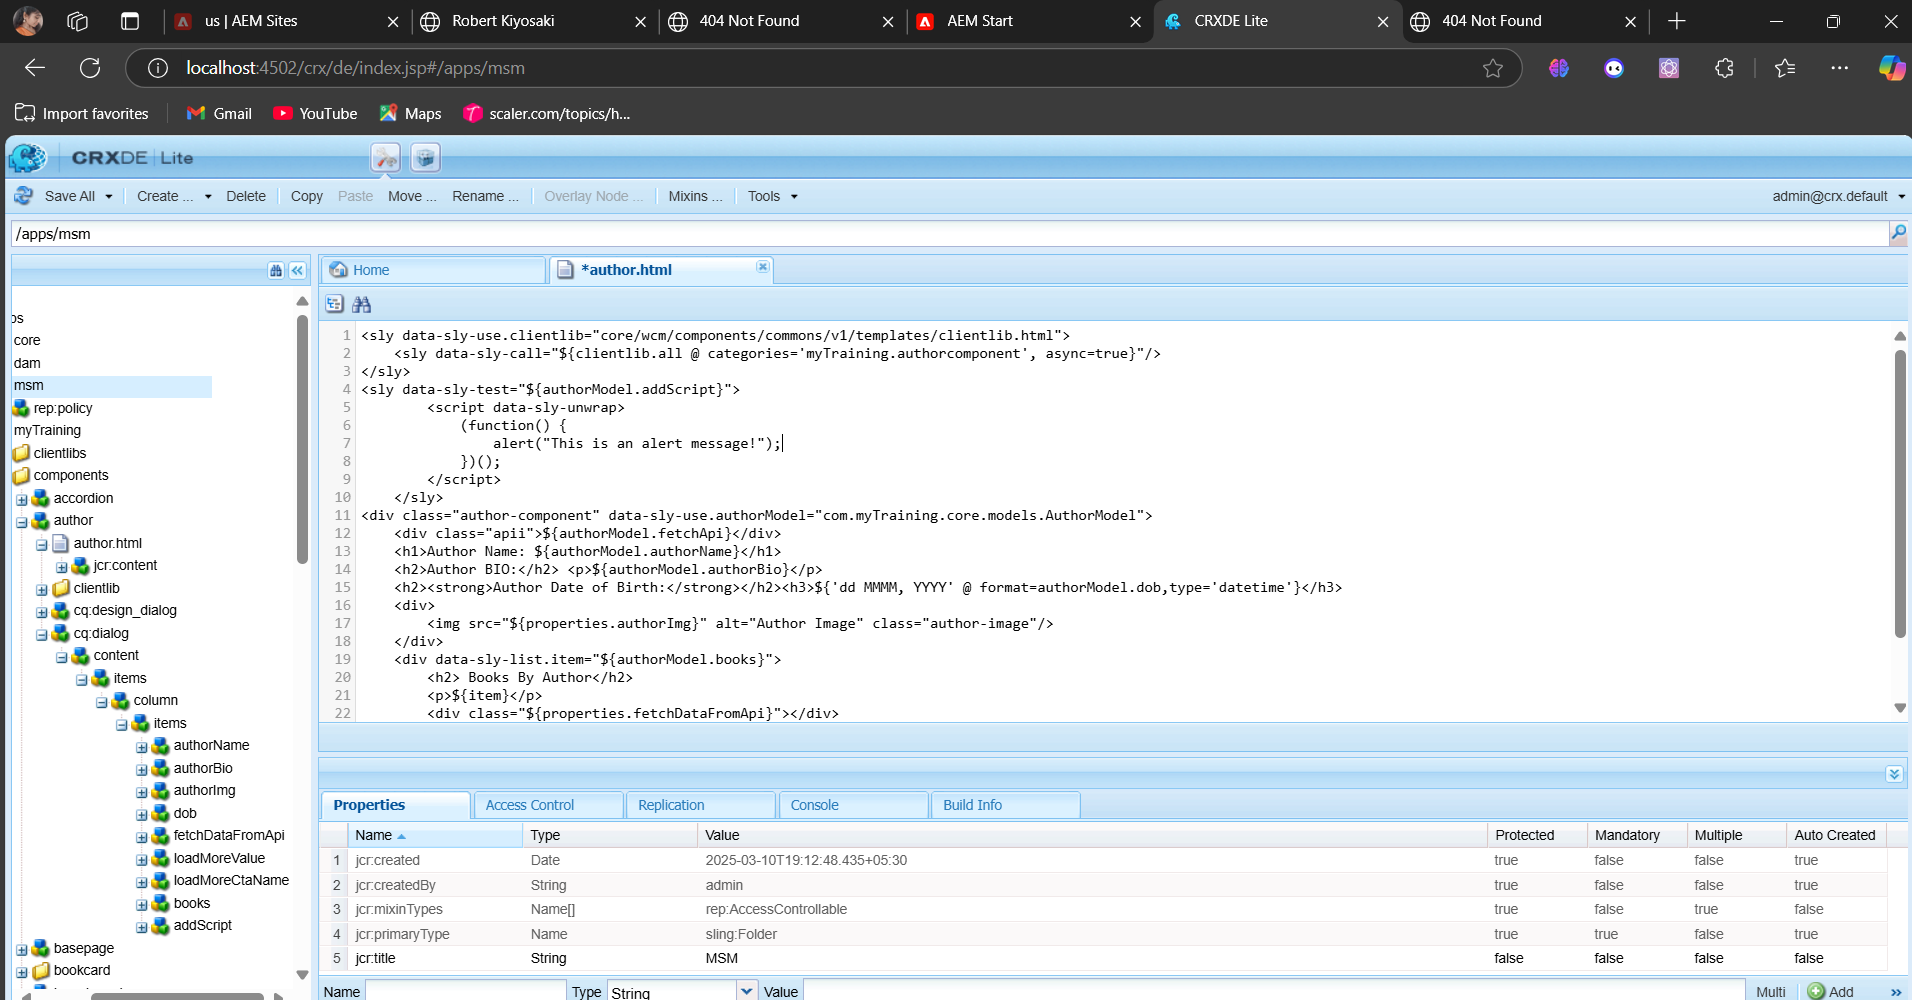 us | AEM Sites
Robert Kiyosaki
404 Not Found
AEM Start
CRXDE Lite
404 Not Found
localhost:4502/crx/de/index.jsp#/apps/msm
Import favorites
Gmail
YouTube
Maps
scaler.com/topics/h...
CRXDE | Lite
Save All
Create ...
Delete
Copy
Paste
Move ...
Rename ...
Overlay Node ...
Mixins ...
Tools
admin@crx.default
/apps/msm
core
dam
msm
rep:policy
myTraining
clientlibs
components
accordion
author
author.html
jcr:content
clientlib
cq:design_dialog
cq:dialog
content
items
column
items
authorName
authorBio
authorImg
dob
fetchDataFromApi
loadMoreValue
loadMoreCtaName
books
addScript
basepage
bookcard
Home
*author.html
1 <sly data-sly-use.clientlib="core/wcm/components/commons/v1/templates/clientlib.html">
2     <sly data-sly-call="${clientlib.all @ categories='myTraining.authorcomponent', async=true}"/>
3 </sly>
4 <sly data-sly-test="${authorModel.addScript}">
5         <script data-sly-unwrap>
6             (function() {
7                 alert("This is an alert message!");
8             })();
9         </script>
10     </sly>
11 <div class="author-component" data-sly-use.authorModel="com.myTraining.core.models.AuthorModel">
12     <div class="apii">${authorModel.fetchApi}</div>
13     <h1>Author Name: ${authorModel.authorName}</h1>
14     <h2>Author BIO:</h2> <p>${authorModel.authorBio}</p>
15     <h2><strong>Author Date of Birth:</strong></h2><h3>${'dd MMMM, YYYY' @ format=authorModel.dob,type='datetime'}</h3>
16     <div>
17         <img src="${properties.authorImg}" alt="Author Image" class="author-image"/>
18     </div>
19     <div data-sly-list.item="${authorModel.books}">
20         <h2> Books By Author</h2>
21         <p>${item}</p>
22         <div class="${properties.fetchDataFromApi}"></div>
Properties
Access Control
Replication
Console
Build Info
Name Type Value Protected Mandatory Multiple Auto Created
1 jcr:created Date 2025-03-10T19:12:48.435+05:30 true false false true
2 jcr:createdBy String admin true false false true
3 jcr:mixinTypes Name[] rep:AccessControllable true false true false
4 jcr:primaryType Name sling:Folder true true false true
5 jcr:title String MSM false false false false
Name Type String Value Multi Add